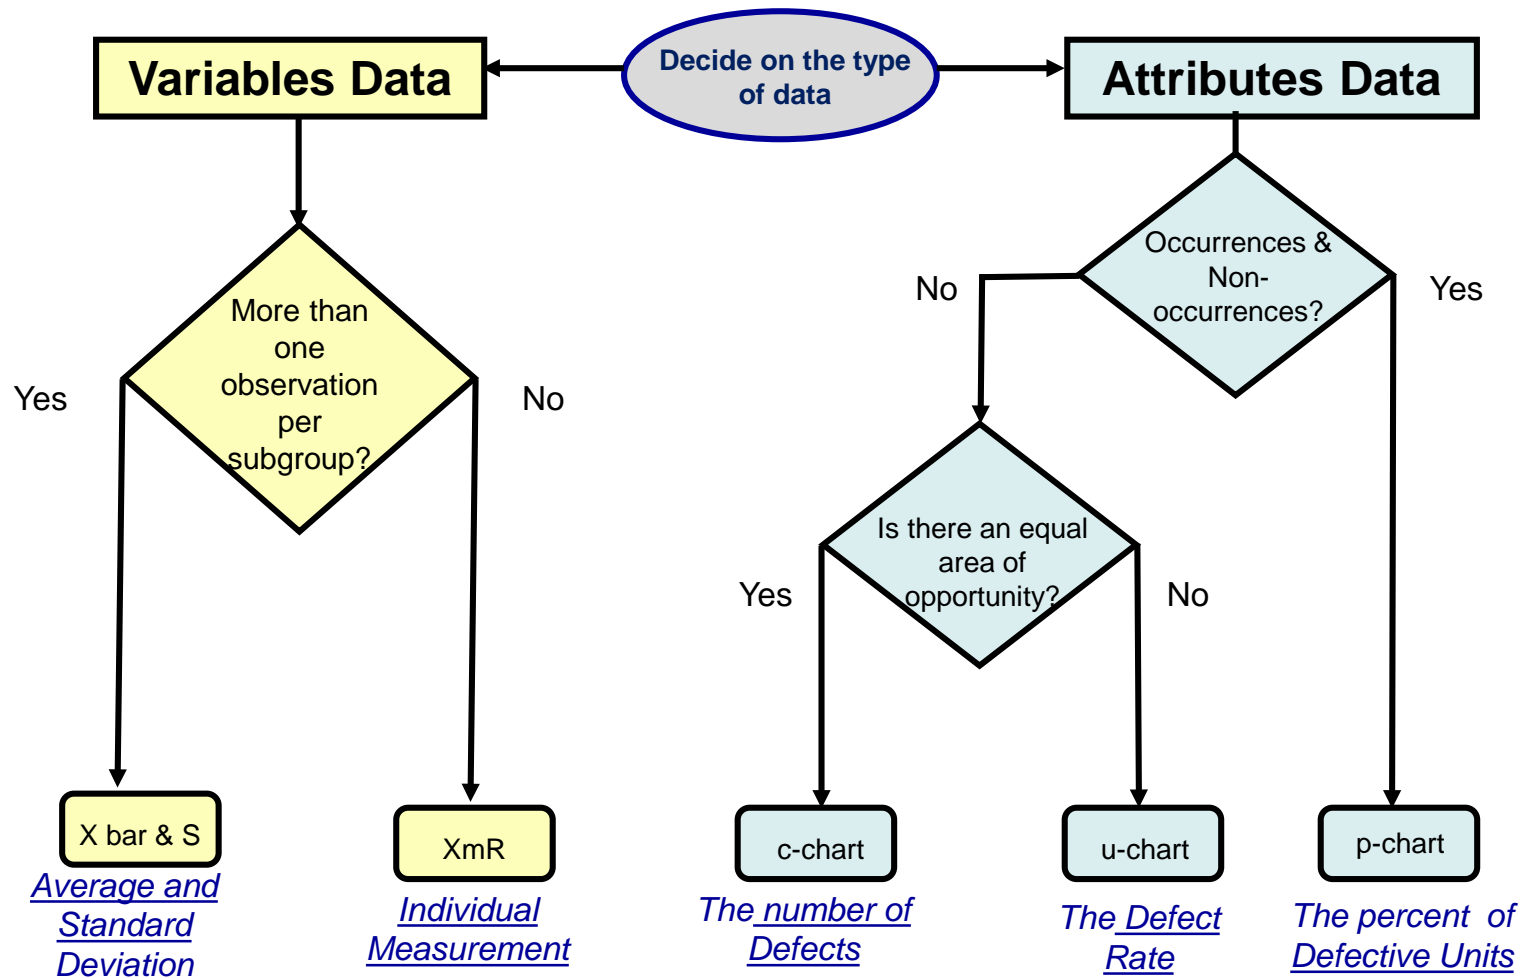 Decide on the type
of data
Variables Data
Attributes Data
More than
one
observation
per
subgroup?
Yes
No
Occurrences &
Non-
occurrences?
No
Yes
Is there an equal
area of
opportunity?
Yes
No
X bar & S
Average and
Standard
Deviation
XmR
Individual
Measurement
c-chart
The number of
Defects
u-chart
The Defect
Rate
p-chart
The percent of
Defective Units